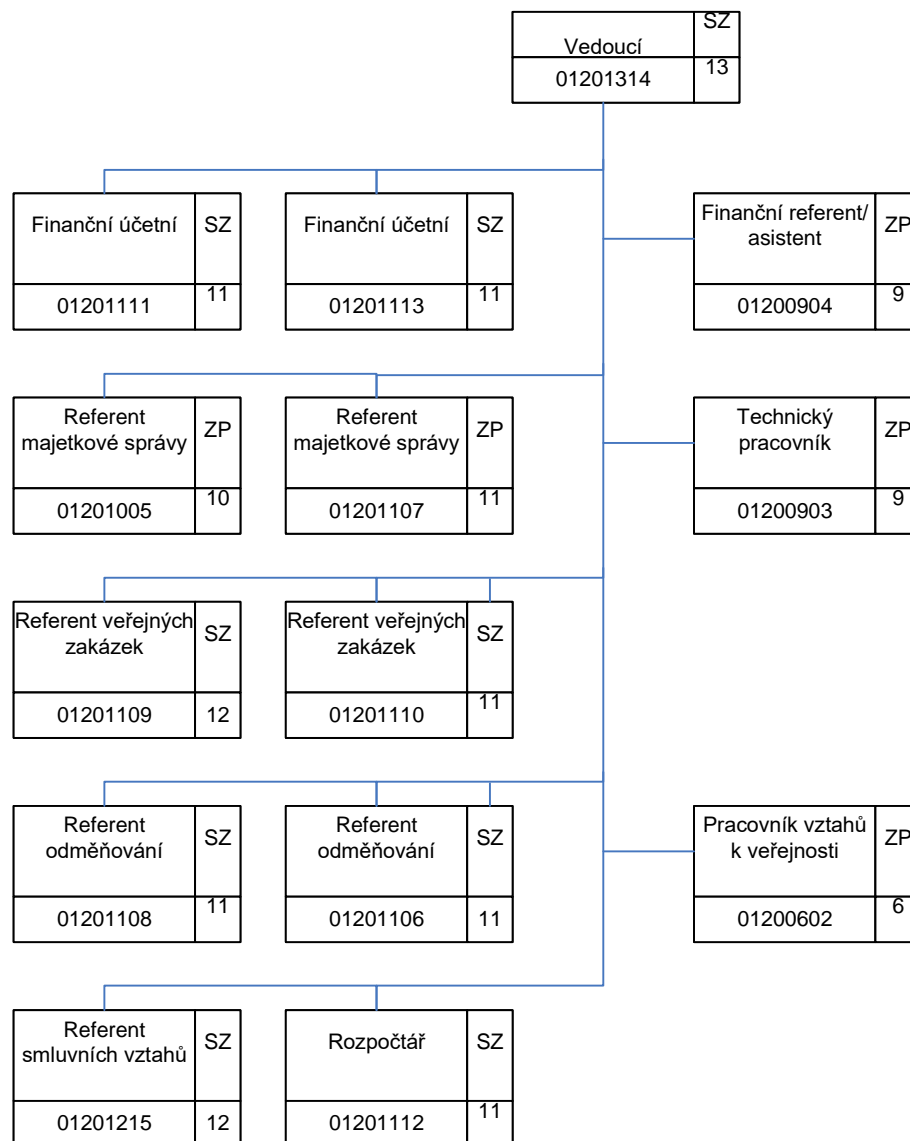 Vedoucí
SZ
01201314
13
Finanční účetní
SZ
01201111
11
Finanční účetní
SZ
01201113
11
Finanční referent/
asistent
ZP
01200904
9
Referent
majetkové správy
ZP
01201005
10
Referent
majetkové správy
ZP
01201107
11
Technický
pracovník
ZP
01200903
9
Referent veřejných
zakázek
SZ
01201109
12
Referent veřejných
zakázek
SZ
01201110
11
Referent
odměňování
SZ
01201108
11
Referent
odměňování
SZ
01201106
11
Pracovník vztahů
k veřejnosti
ZP
01200602
6
Referent
smluvních vztahů
SZ
01201215
12
Rozpočtář
SZ
01201112
11